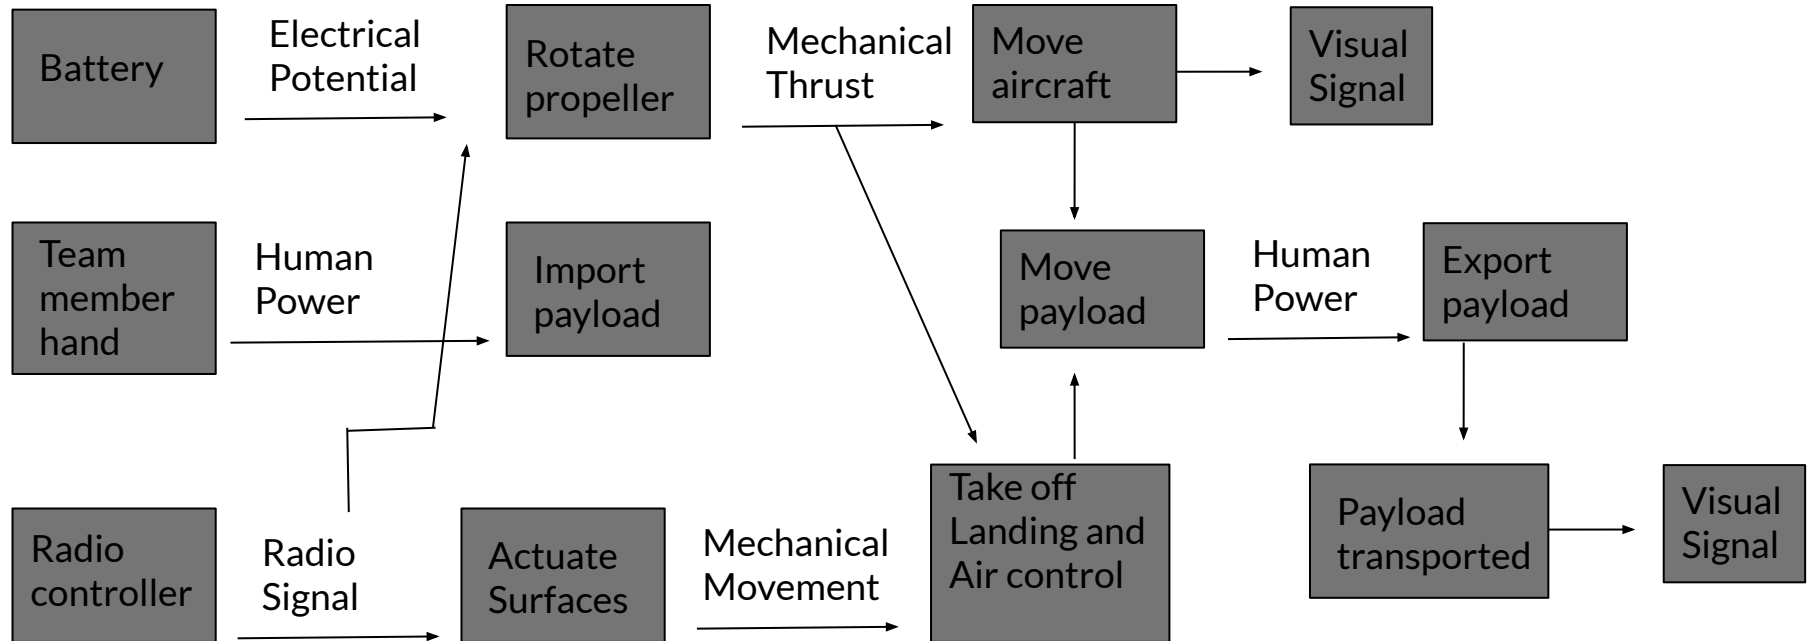 Battery
Electrical
Potential
Rotate
propeller
Mechanical
Thrust
Move
aircraft
Visual
Signal
Team
member
hand
Human
Power
Import
payload
Move
payload
Human
Power
Export
payload
Radio
controller
Radio
Signal
Actuate
Surfaces
Mechanical
Movement
Take off
Landing and
Air control
Payload
transported
Visual
Signal